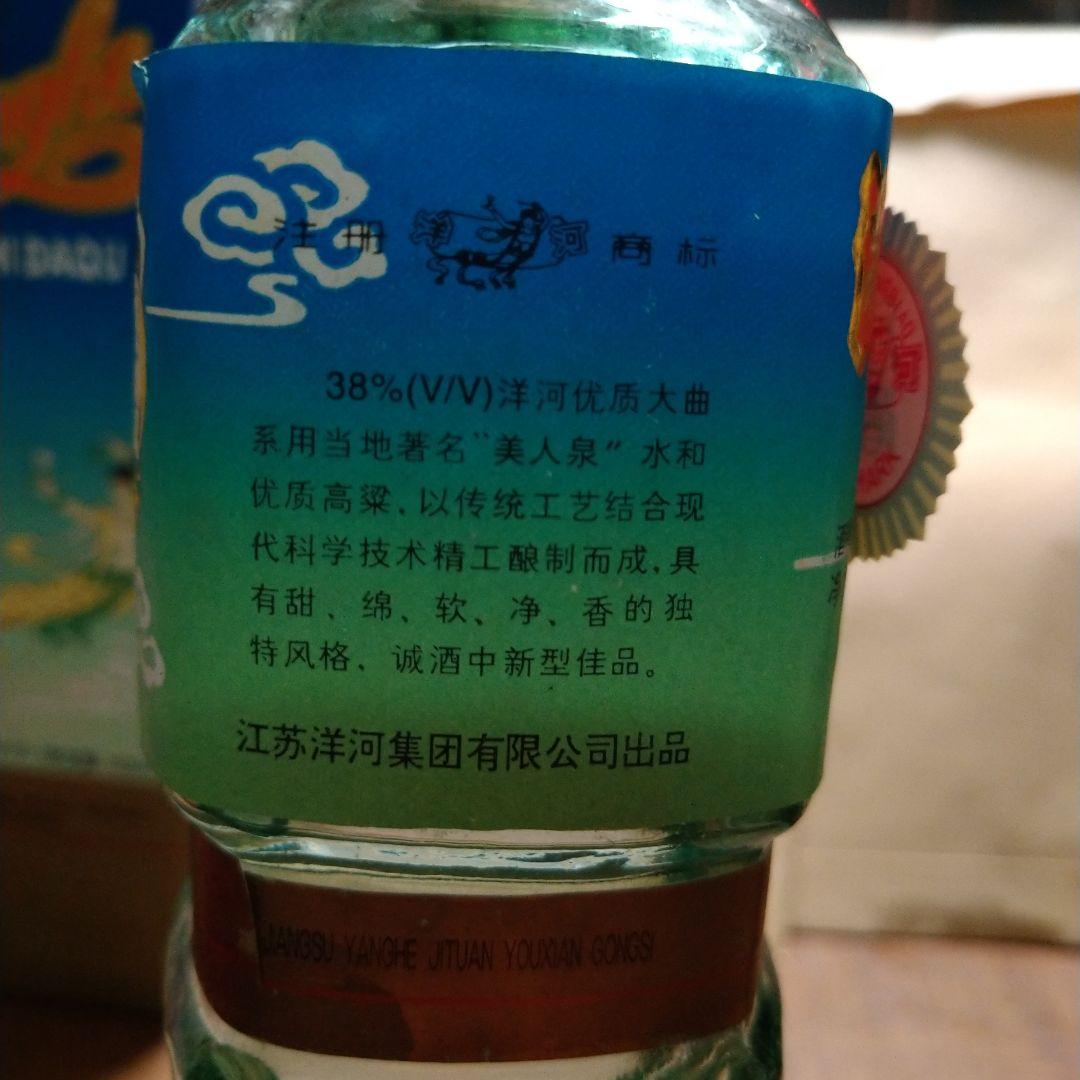 DAQU
注册 洋河 商标
38%(V/V)洋河优质大曲
系用当地著名“美人泉”水和
优质高粱,以传统工艺结合现
代科学技术精工酿制而成,具
有甜、绵、软、净、香的独
特风格、诚酒中新型佳品。
江苏洋河集团有限公司出品
JIANGSU YANGHE JITUAN YOUXIAN GONGSI